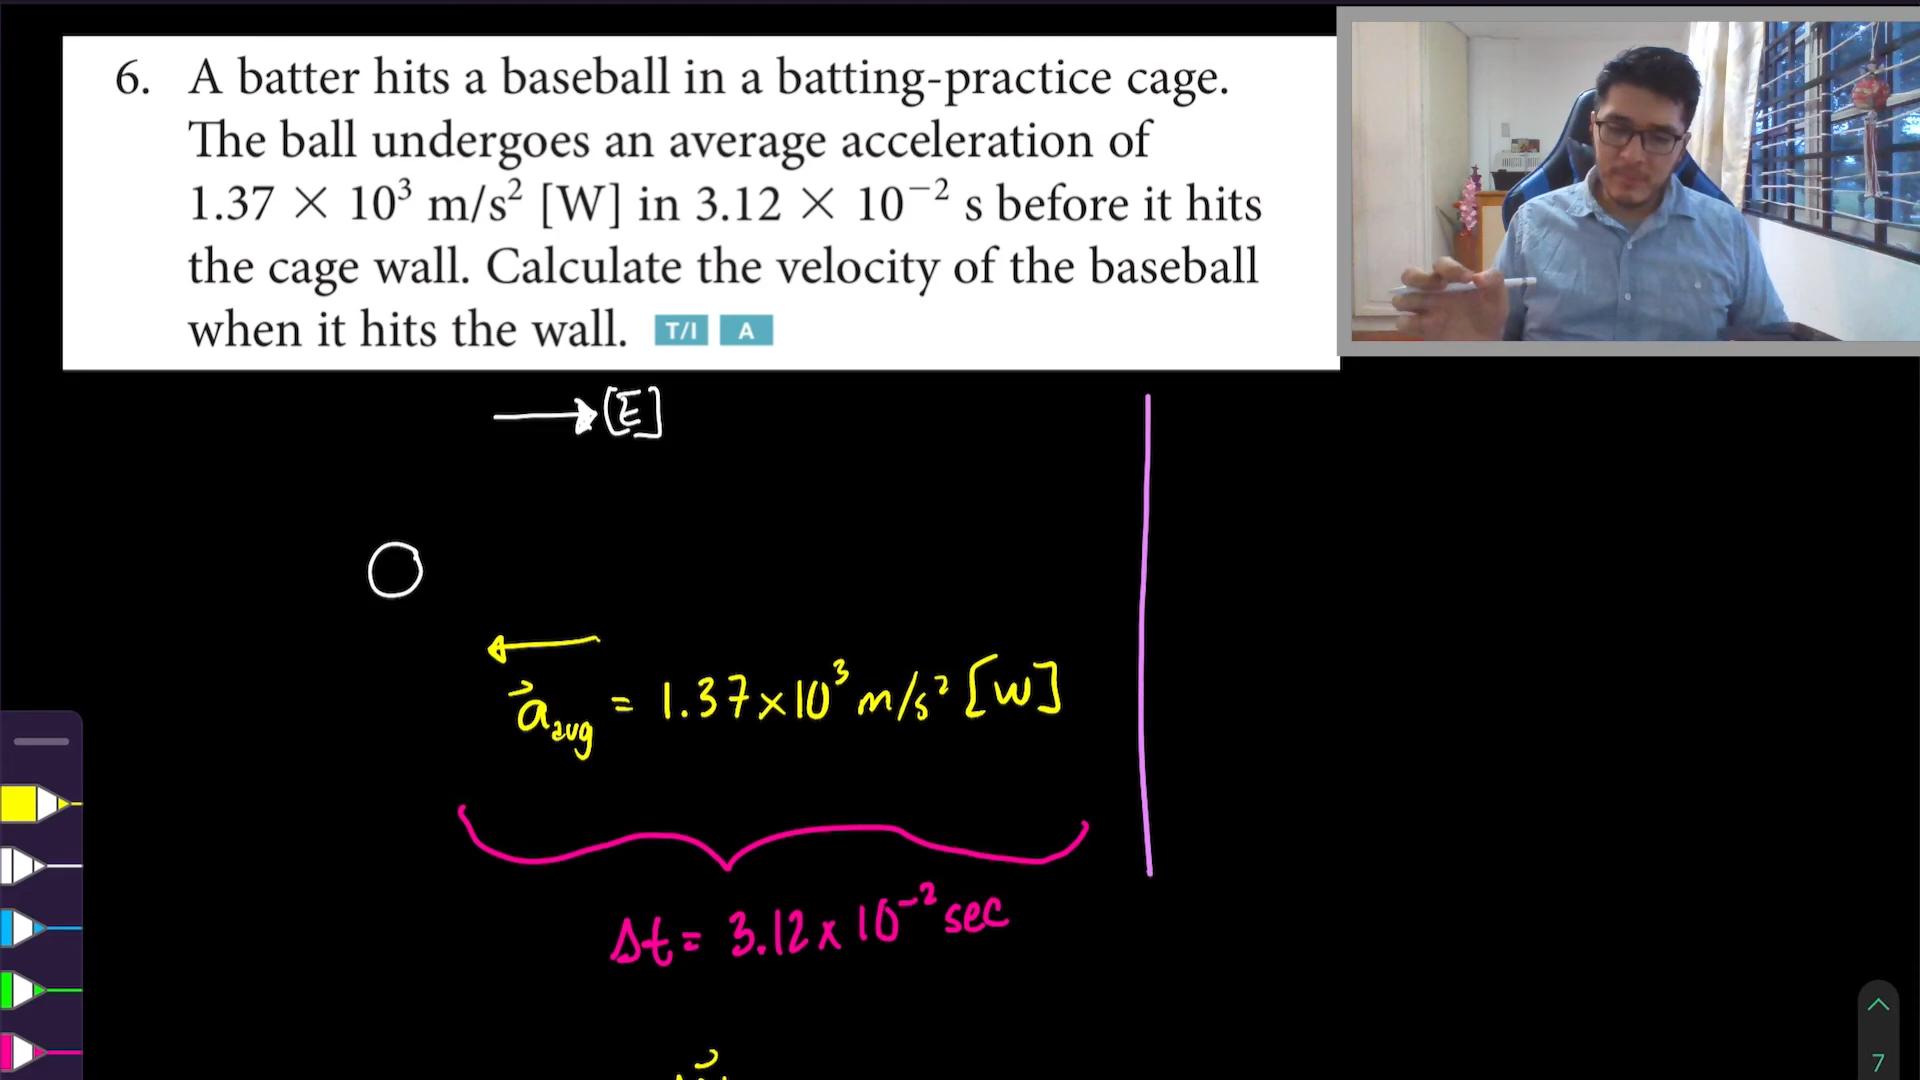 6. A batter hits a baseball in a batting-practice cage.
The ball undergoes an average acceleration of
1.37 × 10³ m/s² [W] in 3.12 × 10⁻² s before it hits
the cage wall. Calculate the velocity of the baseball
when it hits the wall. T/I A
[E]
a⃗avg = 1.37×10³ m/s² [W]
Δt = 3.12×10⁻² sec
7